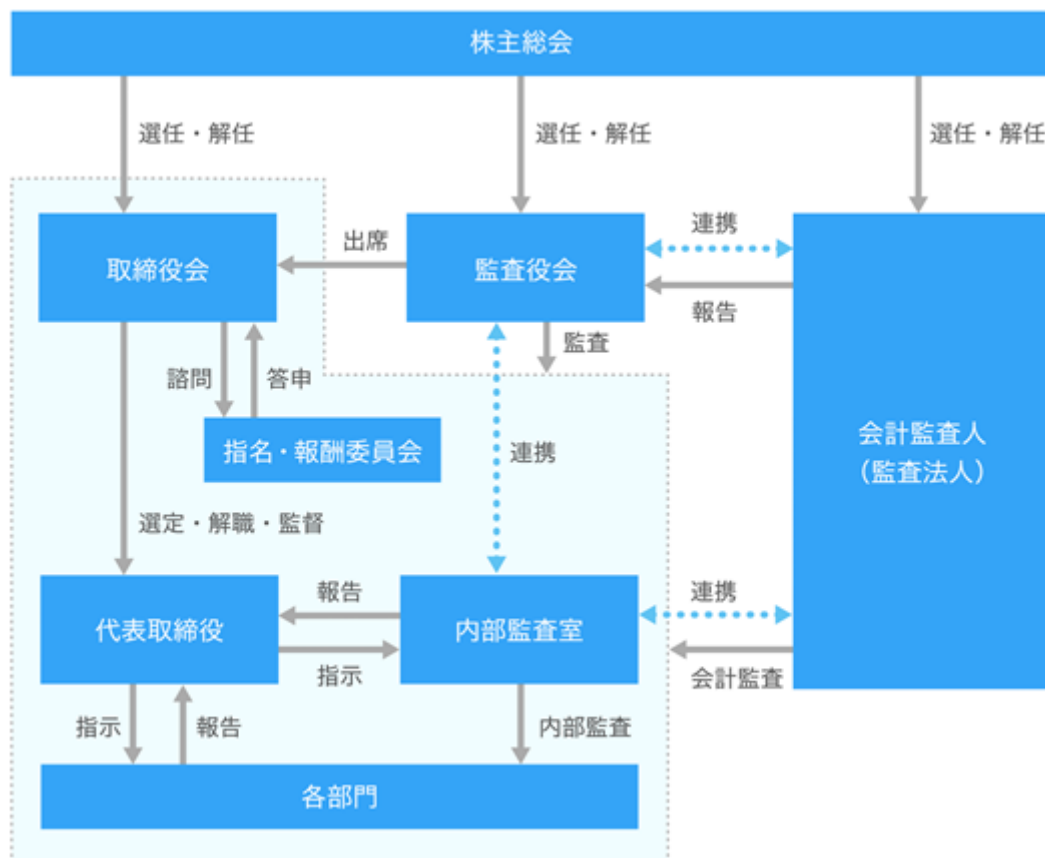 株主総会
選任・解任
選任・解任
選任・解任
取締役会
出席
監査役会
連携
報告
監査
諮問
答申
指名・報酬委員会
連携
会計監査人
（監査法人）
選定・解職・監督
代表取締役
報告
指示
内部監査室
連携
会計監査
指示
報告
内部監査
各部門